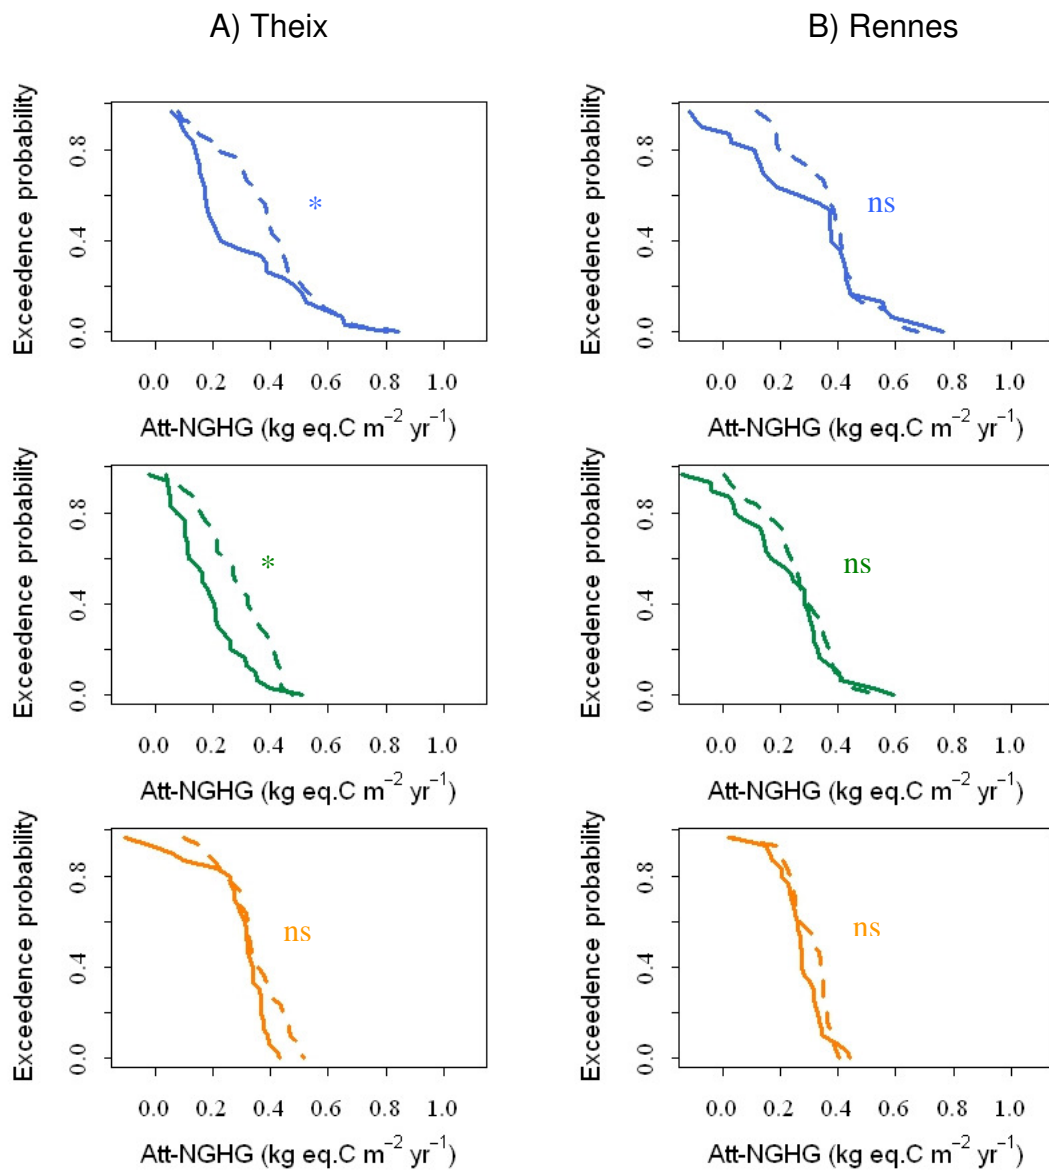 A) Theix
B) Rennes
Exceedence probability
0.0 0.4 0.8
*
0.0 0.2 0.4 0.6 0.8 1.0
Att-NGHG (kg eq.C m⁻² yr⁻¹)
Exceedence probability
0.0 0.4 0.8
ns
0.0 0.2 0.4 0.6 0.8 1.0
Att-NGHG (kg eq.C m⁻² yr⁻¹)
Exceedence probability
0.0 0.4 0.8
*
0.0 0.2 0.4 0.6 0.8 1.0
Att-NGHG (kg eq.C m⁻² yr⁻¹)
Exceedence probability
0.0 0.4 0.8
ns
0.0 0.2 0.4 0.6 0.8 1.0
Att-NGHG (kg eq.C m⁻² yr⁻¹)
Exceedence probability
0.0 0.4 0.8
ns
0.0 0.2 0.4 0.6 0.8 1.0
Att-NGHG (kg eq.C m⁻² yr⁻¹)
Exceedence probability
0.0 0.4 0.8
ns
0.0 0.2 0.4 0.6 0.8 1.0
Att-NGHG (kg eq.C m⁻² yr⁻¹)